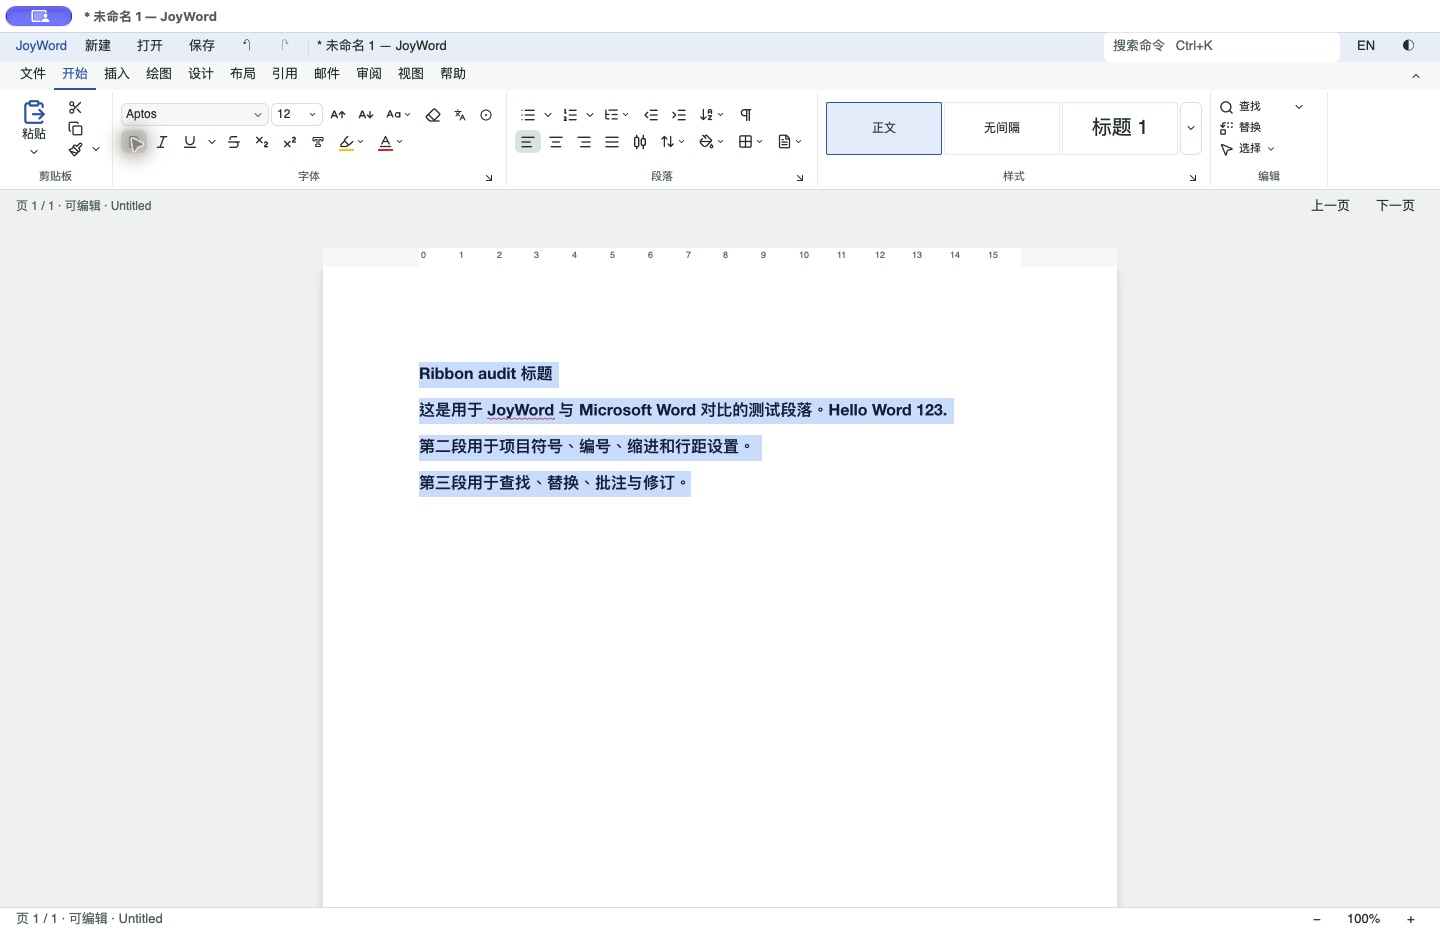 * 未命名 1 — JoyWord
JoyWord 新建 打开 保存 * 未命名 1 — JoyWord 搜索命令 Ctrl+K EN
文件 开始 插入 绘图 设计 布局 引用 邮件 审阅 视图 帮助
粘贴
剪贴板
Aptos 12
字体
段落
正文 无间隔 标题 1
样式
查找
替换
选择
编辑
页 1 / 1 · 可编辑 · Untitled 上一页 下一页
0 1 2 3 4 5 6 7 8 9 10 11 12 13 14 15
Ribbon audit 标题
这是用于 JoyWord 与 Microsoft Word 对比的测试段落。Hello Word 123.
第二段用于项目符号、编号、缩进和行距设置。
第三段用于查找、替换、批注与修订。
页 1 / 1 · 可编辑 · Untitled − 100% +